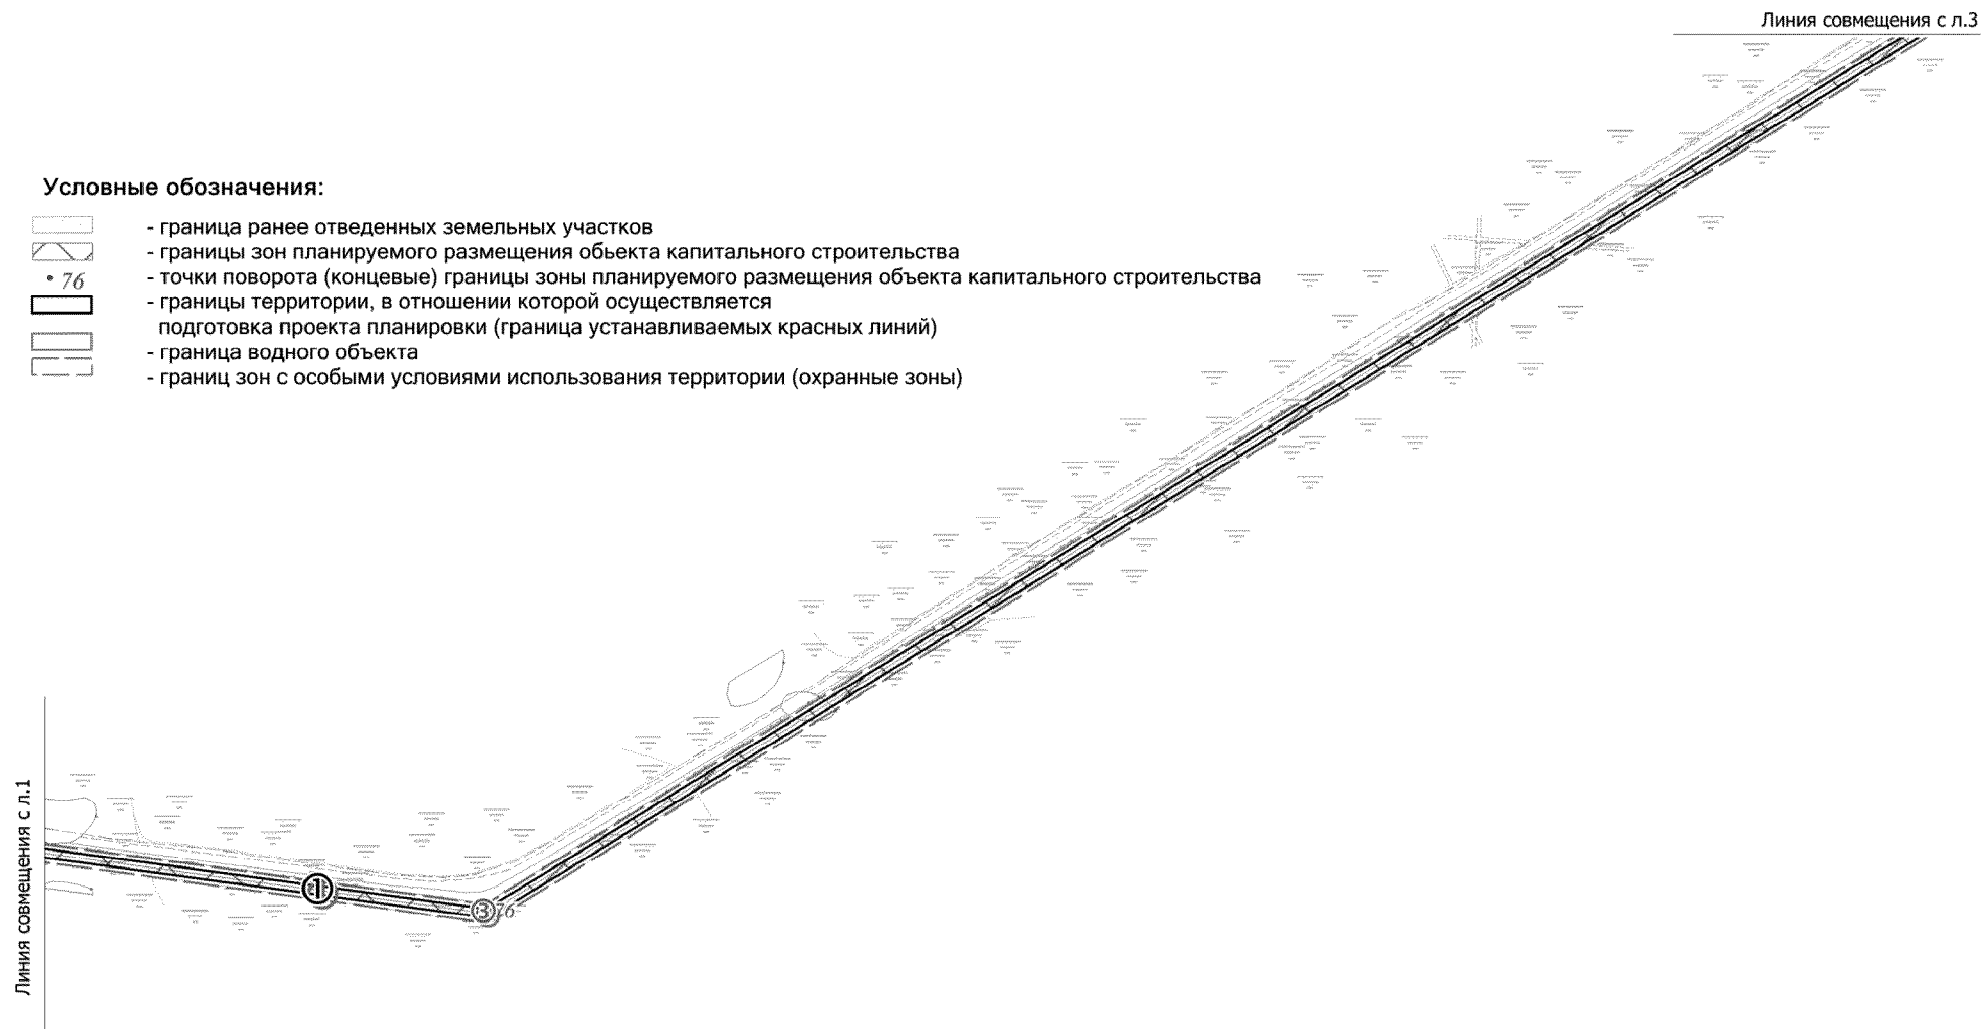 Линия совмещения с л.3
Условные обозначения:
- граница ранее отведенных земельных участков
- границы зон планируемого размещения обьекта капитального строительства
76
- точки поворота (концевые) границы зоны планируемого размещения объекта капитального строительства
- границы территории, в отношении которой осуществляется
подготовка проекта планировки (граница устанавливаемых красных линий)
- граница водного объекта
- границ зон с особыми условиями использования территории (охранные зоны)
Линия совмещения с л.1
1
3
76